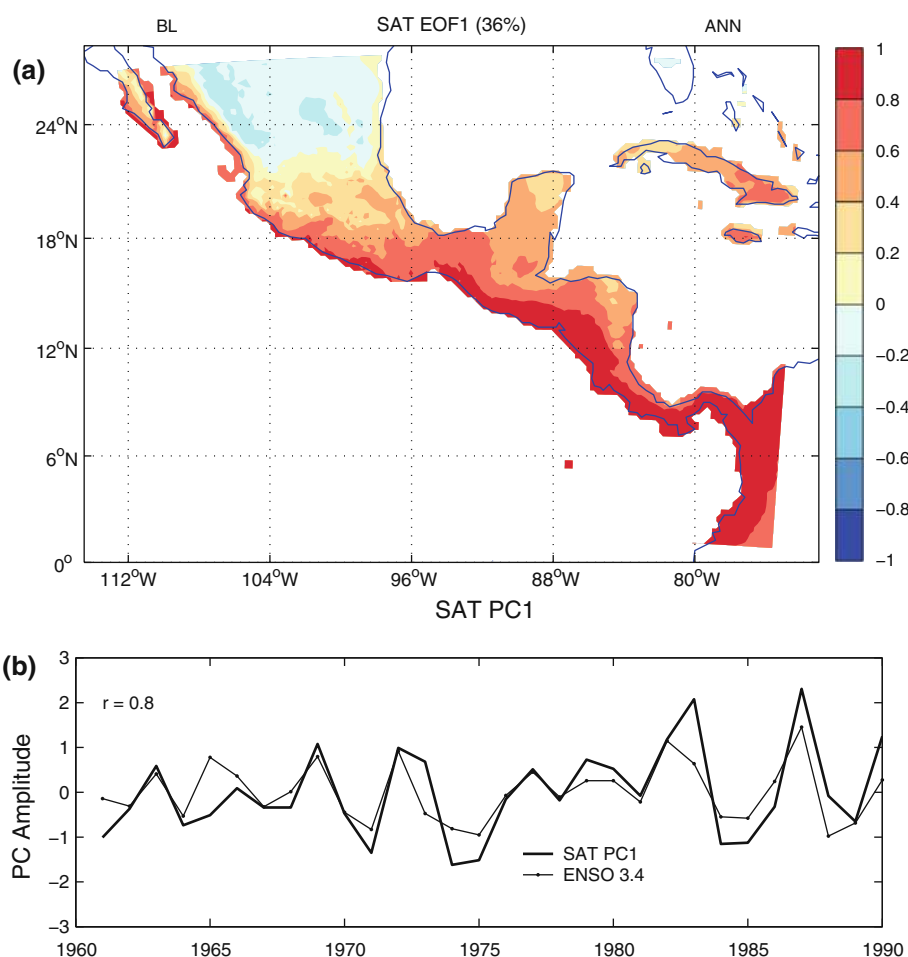 BL SAT EOF1 (36%) ANN
(a)
24°N
18°N
12°N
6°N
0°
112°W 104°W 96°W 88°W 80°W
1
0.8
0.6
0.4
0.2
0
−0.2
−0.4
−0.6
−0.8
−1
SAT PC1
(b)
PC Amplitude
3
2
1
0
−1
−2
−3
r = 0.8
SAT PC1
ENSO 3.4
1960 1965 1970 1975 1980 1985 1990